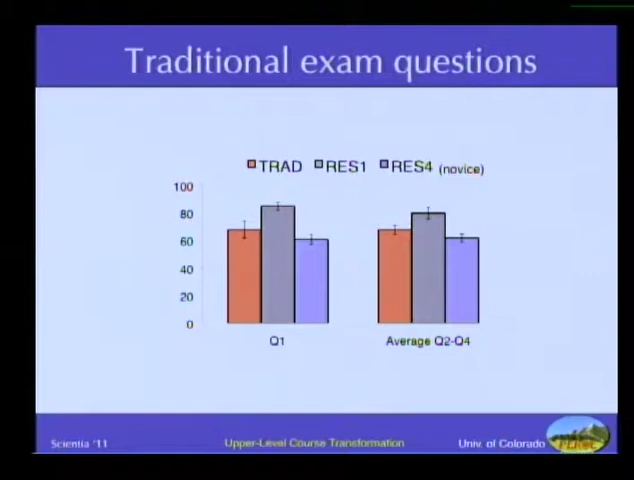 Traditional exam questions
TRAD RES1 RES4 (novice)
100
80
60
40
20
0
Q1 Average Q2-Q4
Scientia '11 Upper-Level Course Transformation Univ. of Colorado